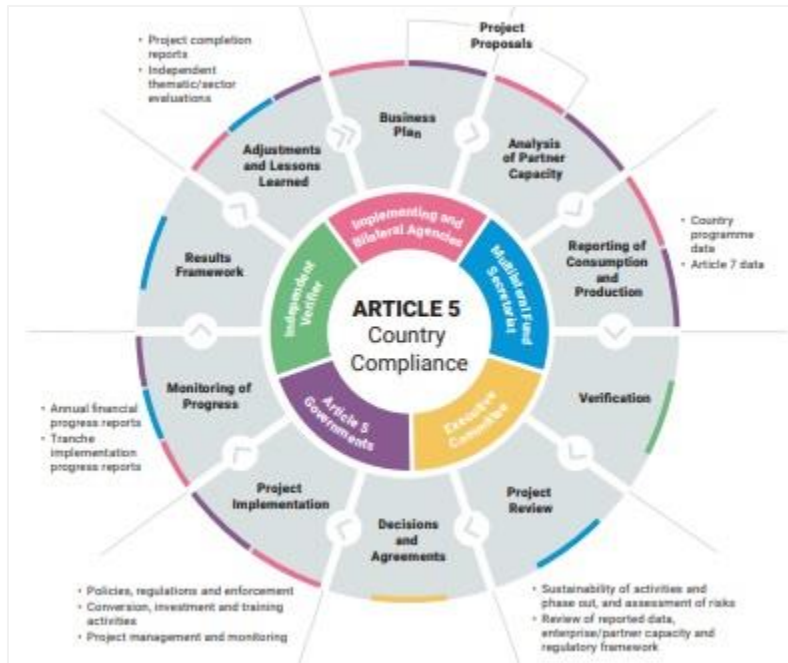 Project
Proposals
• Project completion
reports
• Independent
thematic/sector
evaluations
Business
Plan
Analysis
of Partner
Capacity
Reporting of
Consumption
and
Production
• Country
programme
data
• Article 7 data
Verification
Project
Review
• Sustainability of activities and
phase out, and assessment of risks
• Review of reported data,
enterprise/partner capacity and
regulatory framework
Decisions
and
Agreements
Project
Implementation
• Policies, regulations and enforcement
• Conversion, investment and training
activities
• Project management and monitoring
Monitoring of
Progress
• Annual financial
progress reports
• Tranche
implementation
progress reports
Results
Framework
Adjustments
and Lessons
Learned
Implementing and
Bilateral Agencies
Multilateral Fund
Secretariat
Executive
Committee
Article 5
Governments
Independent
Verifier
ARTICLE 5
Country
Compliance